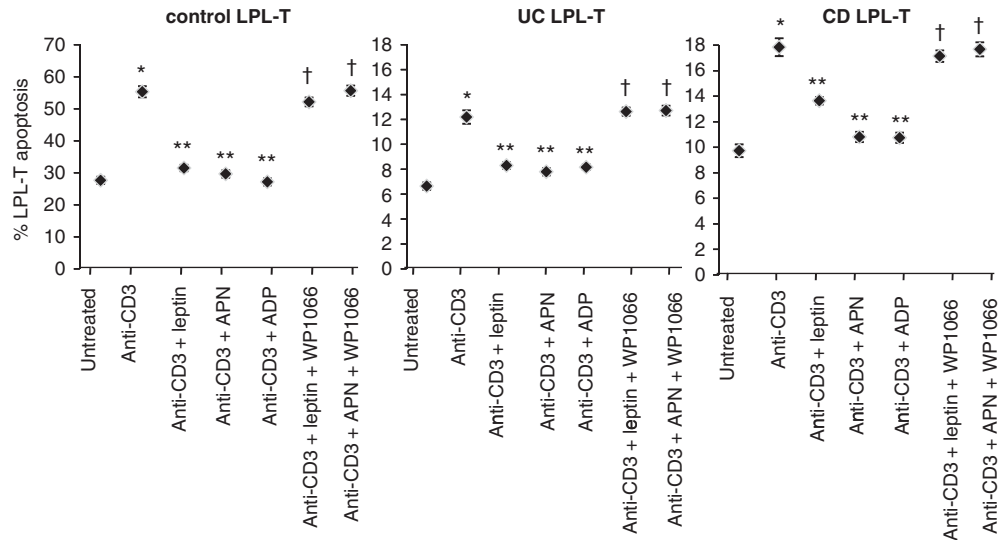 control LPL-T
% LPL-T apoptosis
70
60
50
40
30
20
10
0
*
**
**
**
†
†
Untreated
Anti-CD3
Anti-CD3 + leptin
Anti-CD3 + APN
Anti-CD3 + ADP
Anti-CD3 + leptin + WP1066
Anti-CD3 + APN + WP1066
UC LPL-T
18
16
14
12
10
8
6
4
2
0
*
**
**
**
†
†
Untreated
Anti-CD3
Anti-CD3 + leptin
Anti-CD3 + APN
Anti-CD3 + ADP
Anti-CD3 + leptin + WP1066
Anti-CD3 + APN + WP1066
CD LPL-T
18
16
14
12
10
8
6
4
2
0
*
**
**
**
†
†
Untreated
Anti-CD3
Anti-CD3 + leptin
Anti-CD3 + APN
Anti-CD3 + ADP
Anti-CD3 + leptin + WP1066
Anti-CD3 + APN + WP1066